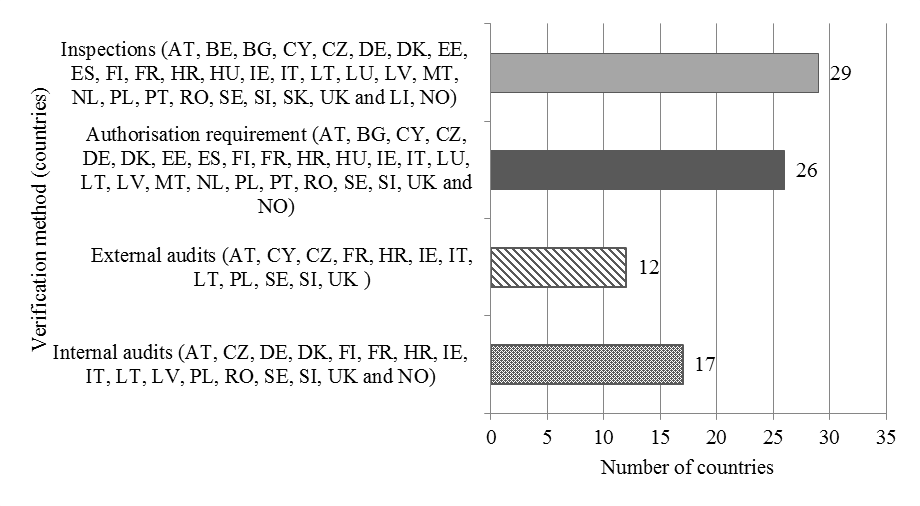 Verification method (countries)
Inspections (AT, BE, BG, CY, CZ, DE, DK, EE,
ES, FI, FR, HR, HU, IE, IT, LT, LU, LV, MT,
NL, PL, PT, RO, SE, SI, SK, UK and LI, NO)
29
Authorisation requirement (AT, BG, CY, CZ,
DE, DK, EE, ES, FI, FR, HR, HU, IE, IT, LU,
LT, LV, MT, NL, PL, PT, RO, SE, SI, UK and
NO)
26
External audits (AT, CY, CZ, FR, HR, IE, IT,
LT, PL, SE, SI, UK )
12
Internal audits (AT, CZ, DE, DK, FI, FR, HR, IE,
IT, LT, LV, PL, RO, SE, SI, UK and NO)
17
0 5 10 15 20 25 30 35
Number of countries